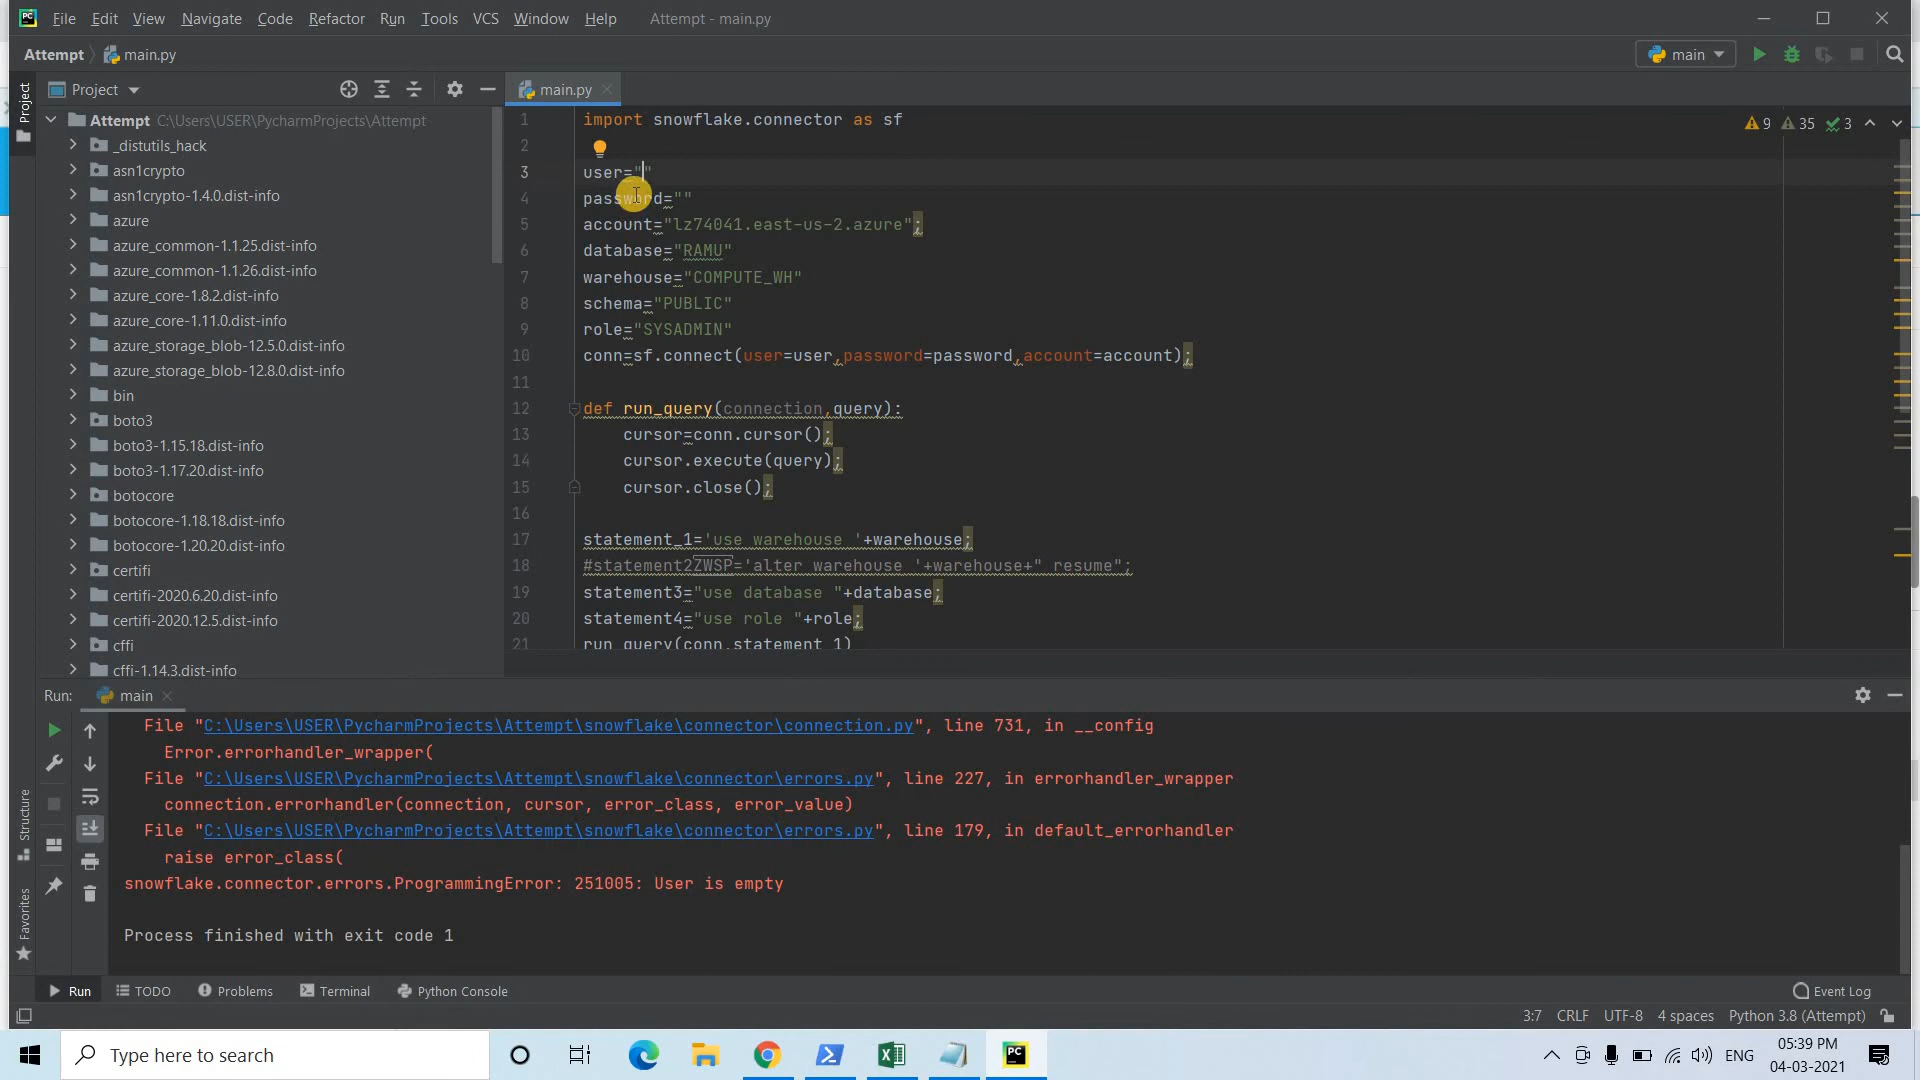 PC File Edit View Navigate Code Refactor Run Tools VCS Window Help Attempt - main.py
Attempt main.py main
Project
Project main.py
Attempt C:\Users\USER\PycharmProjects\Attempt
_distutils_hack
asn1crypto
asn1crypto-1.4.0.dist-info
azure
azure_common-1.1.25.dist-info
azure_common-1.1.26.dist-info
azure_core-1.8.2.dist-info
azure_core-1.11.0.dist-info
azure_storage_blob-12.5.0.dist-info
azure_storage_blob-12.8.0.dist-info
bin
boto3
boto3-1.15.18.dist-info
boto3-1.17.20.dist-info
botocore
botocore-1.18.18.dist-info
botocore-1.20.20.dist-info
certifi
certifi-2020.6.20.dist-info
certifi-2020.12.5.dist-info
cffi
cffi-1.14.3.dist-info
9 35 3
1 import snowflake.connector as sf
2
3 user=""
4 password=""
5 account="lz74041.east-us-2.azure";
6 database="RAMU"
7 warehouse="COMPUTE_WH"
8 schema="PUBLIC"
9 role="SYSADMIN"
10 conn=sf.connect(user=user,password=password,account=account);
11
12 def run_query(connection,query):
13 cursor=conn.cursor();
14 cursor.execute(query);
15 cursor.close();
16
17 statement_1='use warehouse '+warehouse;
18 #statement2ZWSP='alter warehouse '+warehouse+" resume";
19 statement3="use database "+database;
20 statement4="use role "+role;
21 run_query(conn,statement_1)
Run: main
File "C:\Users\USER\PycharmProjects\Attempt\snowflake\connector\connection.py", line 731, in __config
Error.errorhandler_wrapper(
File "C:\Users\USER\PycharmProjects\Attempt\snowflake\connector\errors.py", line 227, in errorhandler_wrapper
connection.errorhandler(connection, cursor, error_class, error_value)
File "C:\Users\USER\PycharmProjects\Attempt\snowflake\connector\errors.py", line 179, in default_errorhandler
raise error_class(
snowflake.connector.errors.ProgrammingError: 251005: User is empty
Process finished with exit code 1
Structure
Favorites
Run TODO Problems Terminal Python Console Event Log
3:7 CRLF UTF-8 4 spaces Python 3.8 (Attempt)
Type here to search
PC
ENG
05:39 PM
04-03-2021